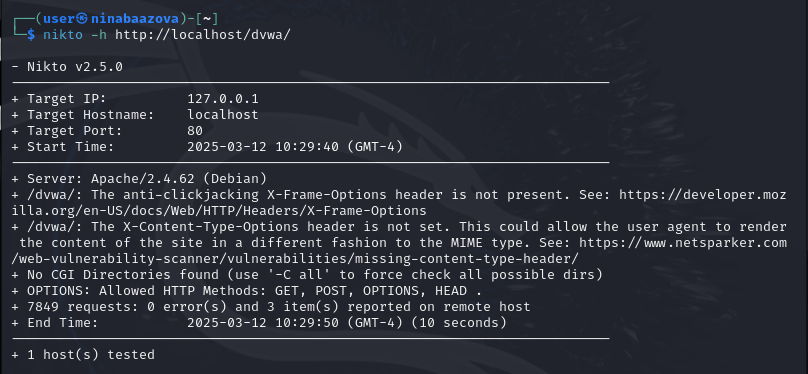 ┌──(user㉿ninabaazova)-[~]
└─$ nikto -h http://localhost/dvwa/
- Nikto v2.5.0
---------------------------------------------------------------------------
+ Target IP:          127.0.0.1
+ Target Hostname:    localhost
+ Target Port:        80
+ Start Time:         2025-03-12 10:29:40 (GMT-4)
---------------------------------------------------------------------------
+ Server: Apache/2.4.62 (Debian)
+ /dvwa/: The anti-clickjacking X-Frame-Options header is not present. See: https://developer.moz
illa.org/en-US/docs/Web/HTTP/Headers/X-Frame-Options
+ /dvwa/: The X-Content-Type-Options header is not set. This could allow the user agent to render
 the content of the site in a different fashion to the MIME type. See: https://www.netsparker.com
/web-vulnerability-scanner/vulnerabilities/missing-content-type-header/
+ No CGI Directories found (use '-C all' to force check all possible dirs)
+ OPTIONS: Allowed HTTP Methods: GET, POST, OPTIONS, HEAD .
+ 7849 requests: 0 error(s) and 3 item(s) reported on remote host
+ End Time:           2025-03-12 10:29:50 (GMT-4) (10 seconds)
---------------------------------------------------------------------------
+ 1 host(s) tested